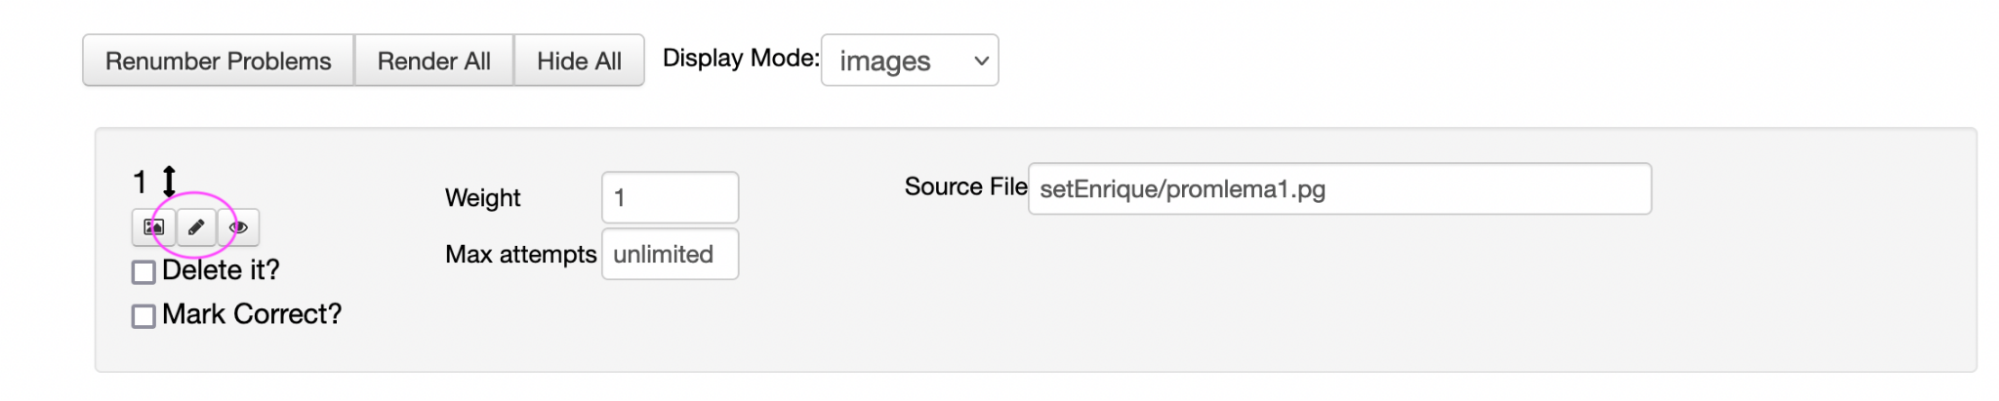 Renumber Problems Render All Hide All Display Mode: images
1
Weight 1
Source File setEnrique/promlema1.pg
Max attempts unlimited
Delete it?
Mark Correct?